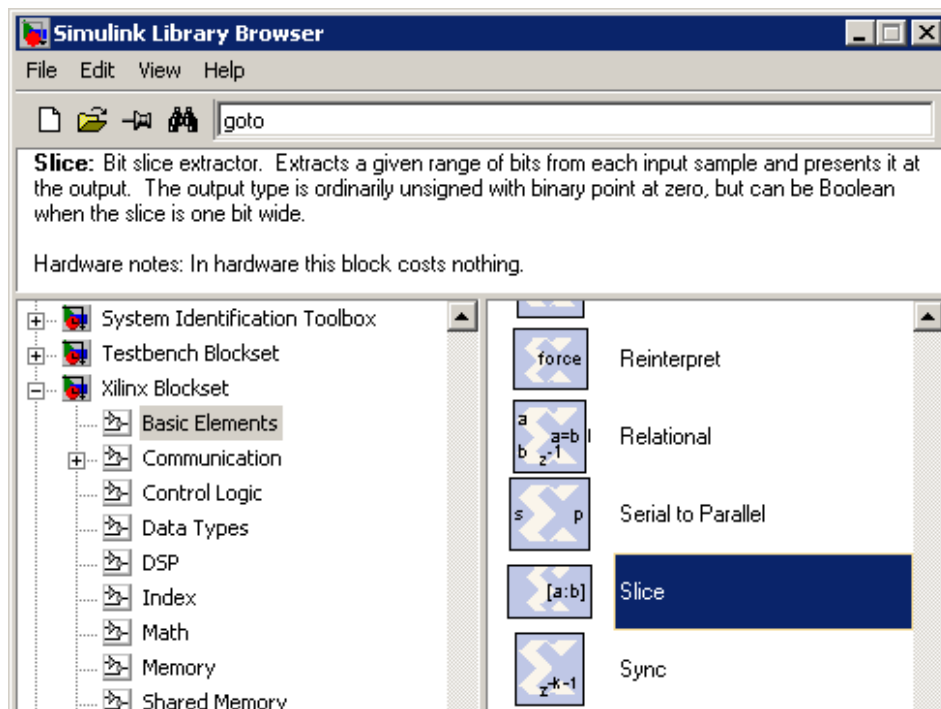 Simulink Library Browser
File Edit View Help
goto
Slice: Bit slice extractor. Extracts a given range of bits from each input sample and presents it at
the output. The output type is ordinarily unsigned with binary point at zero, but can be Boolean
when the slice is one bit wide.
Hardware notes: In hardware this block costs nothing.
System Identification Toolbox
Testbench Blockset
Xilinx Blockset
Basic Elements
Communication
Control Logic
Data Types
DSP
Index
Math
Memory
Shared Memory
force
Reinterpret
a
b
a=b
z-1
Relational
s p
Serial to Parallel
[a:b]
Slice
z-k-1
Sync